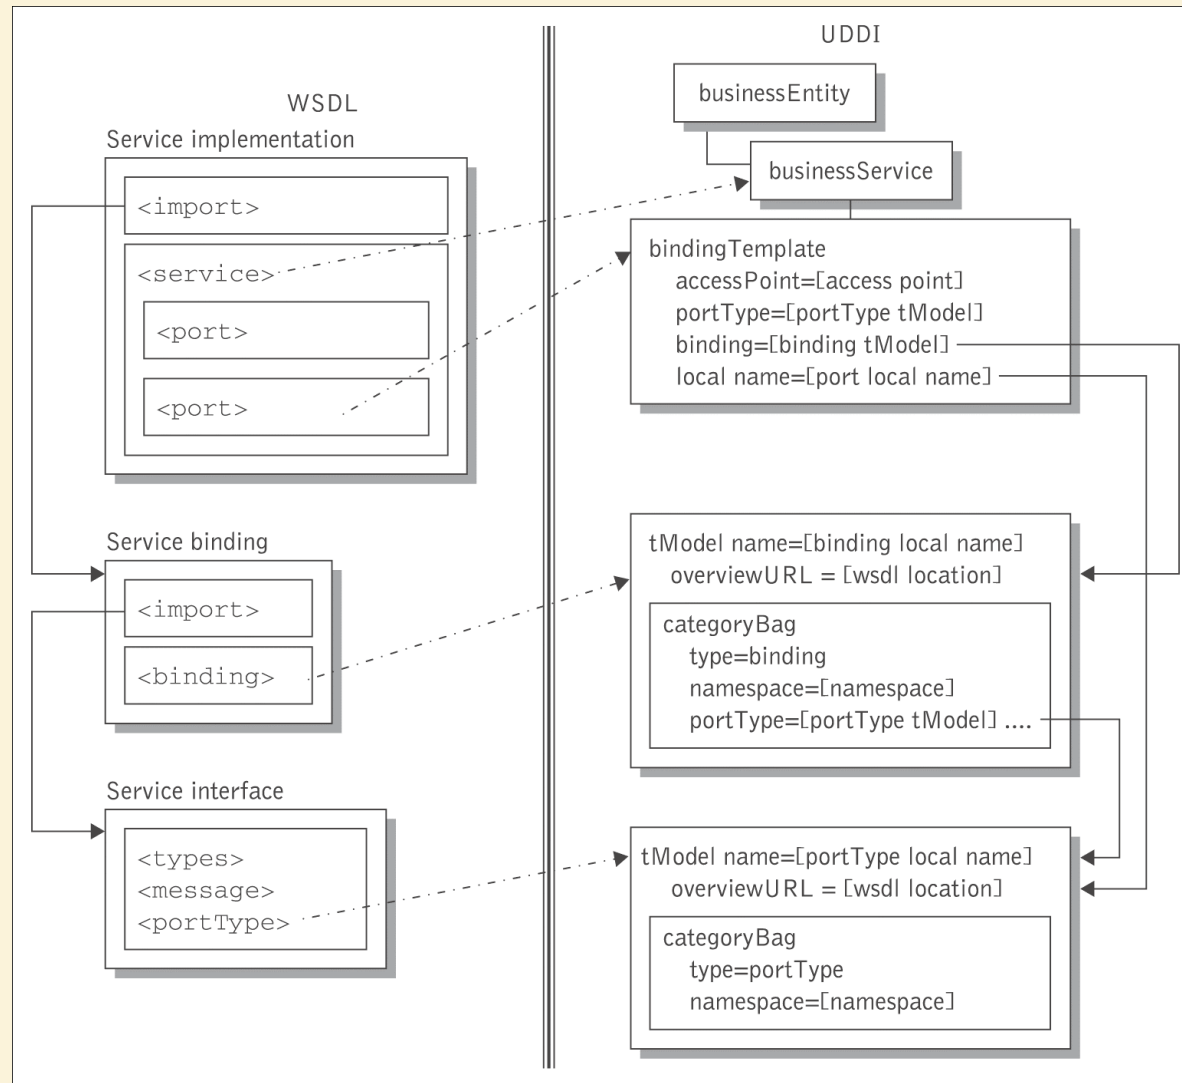 WSDL
Service implementation
<import>
<service>
<port>
<port>
Service binding
<import>
<binding>
Service interface
<types>
<message>
<portType>
UDDI
businessEntity
businessService
bindingTemplate
accessPoint=[access point]
portType=[portType tModel]
binding=[binding tModel]
local name=[port local name]
tModel name=[binding local name]
overviewURL = [wsdl location]
categoryBag
type=binding
namespace=[namespace]
portType=[portType tModel] ....
tModel name=[portType local name]
overviewURL = [wsdl location]
categoryBag
type=portType
namespace=[namespace]